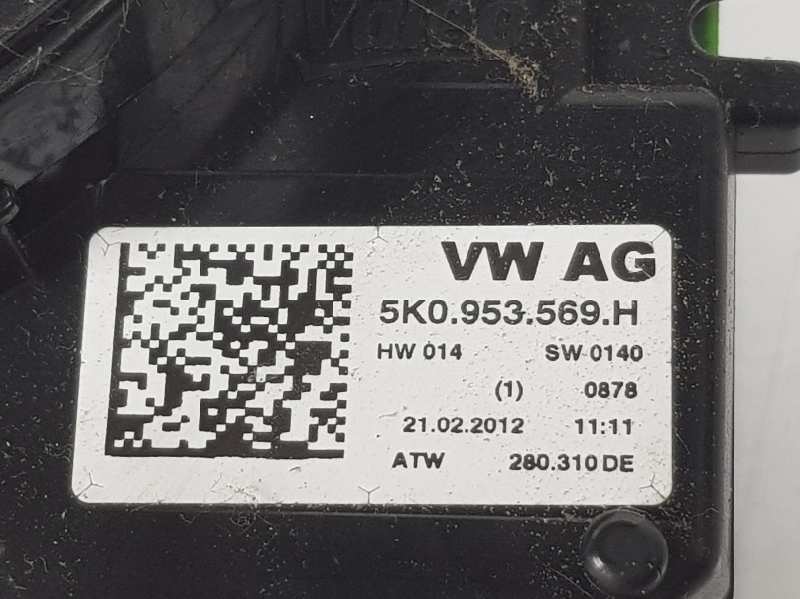 VW AG
5K0.953.569.H
HW 014 SW 0140
(1) 0878
21.02.2012 11:11
ATW 280.310 DE